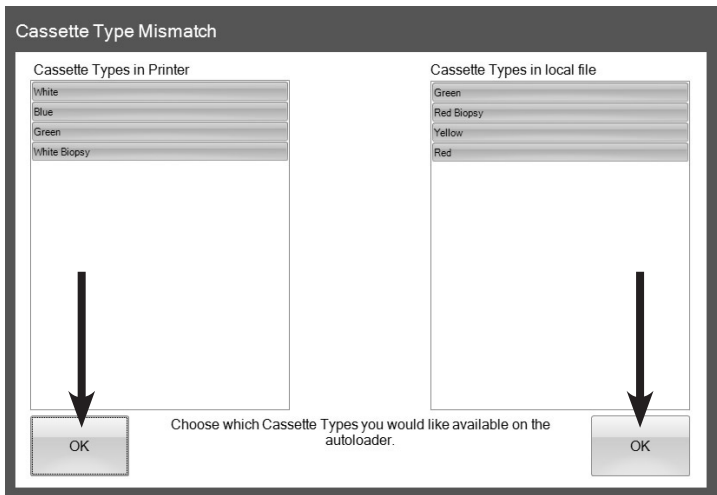 Cassette Type Mismatch
Cassette Types in Printer
White
Blue
Green
White Biopsy
Cassette Types in local file
Green
Red Biopsy
Yellow
Red
OK
Choose which Cassette Types you would like available on the
autoloader.
OK